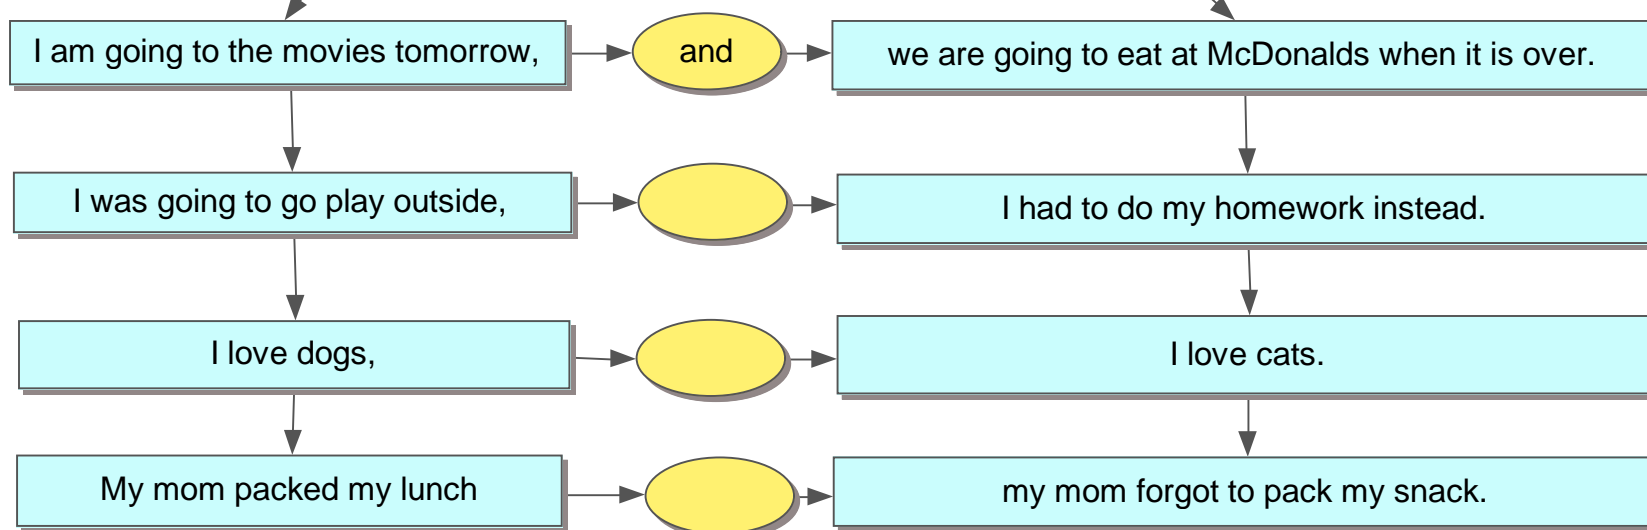 I am going to the movies tomorrow, and we are going to eat at McDonalds when it is over.
I was going to go play outside, I had to do my homework instead.
I love dogs, I love cats.
My mom packed my lunch my mom forgot to pack my snack.